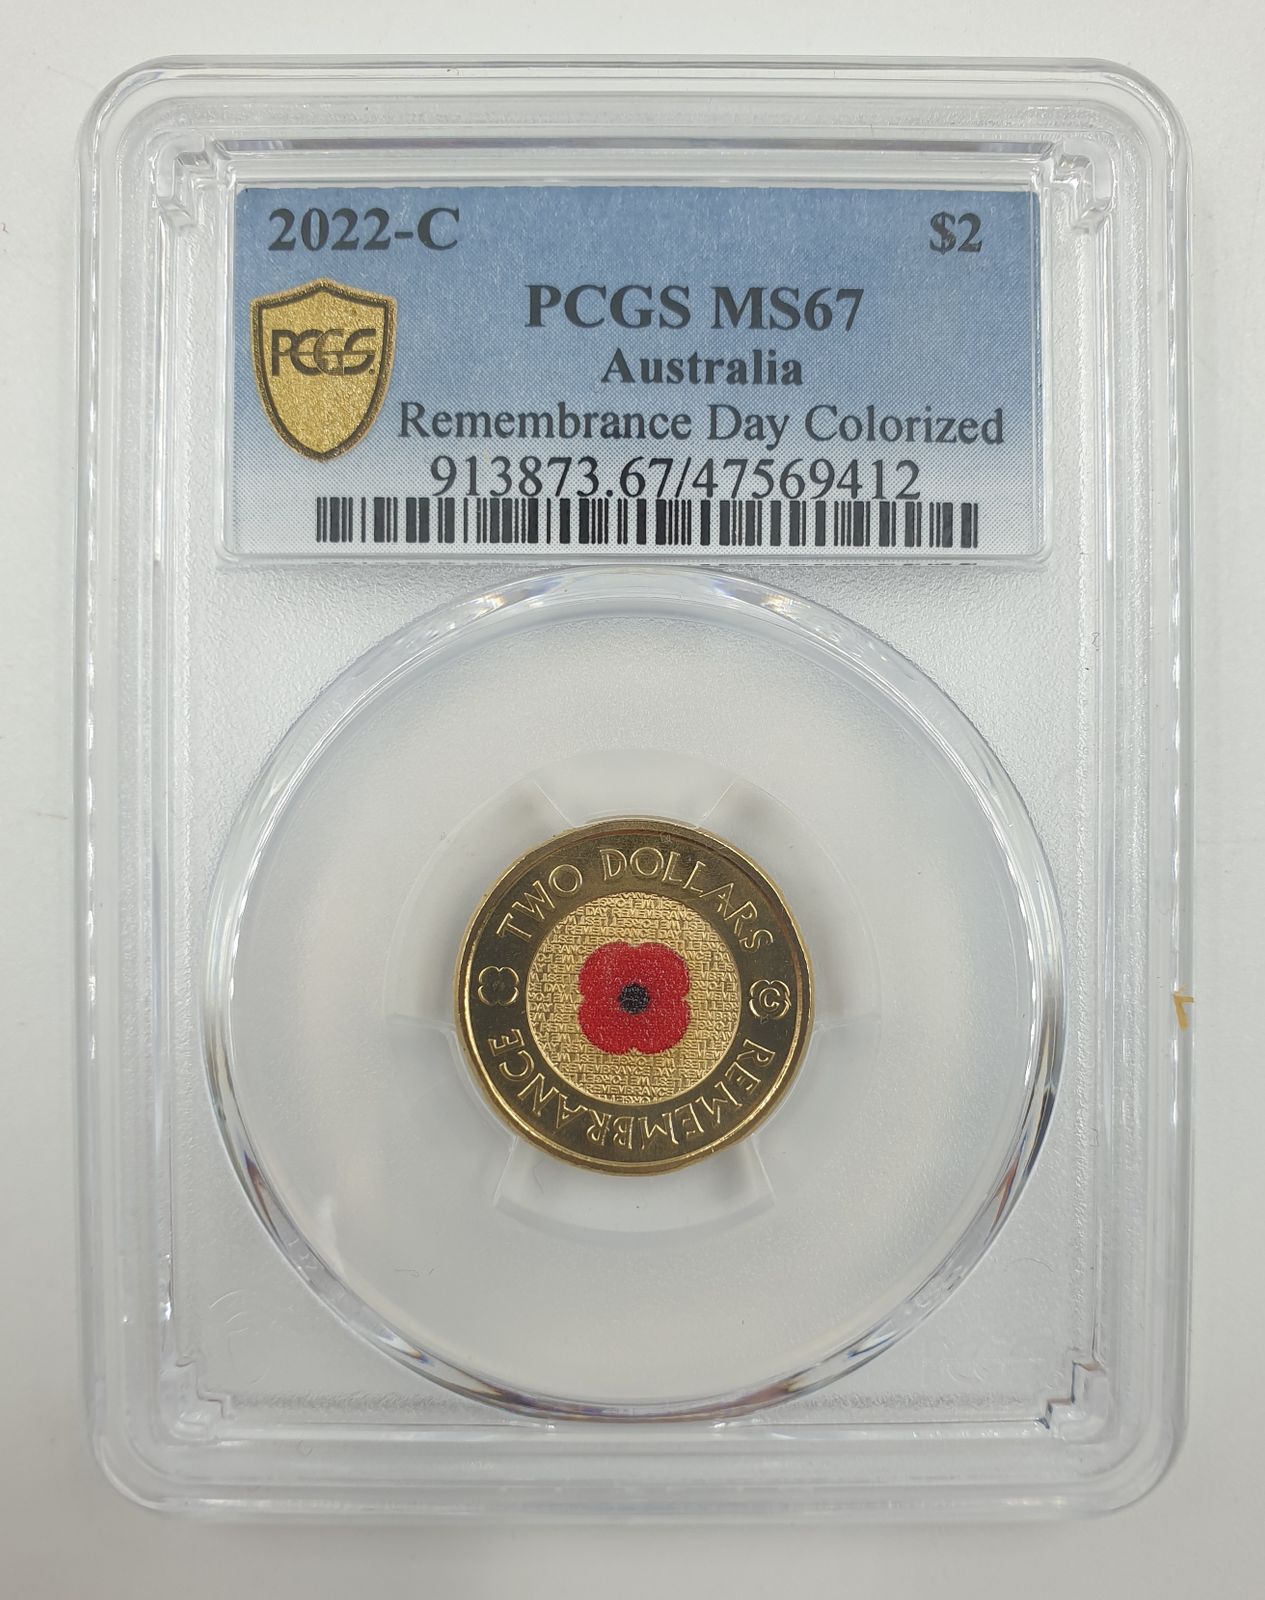 2022-C $2
PCGS MS67
PCGS
Australia
Remembrance Day Colorized
913873.67/47569412
TWO DOLLARS
C
REMEMBRANCE